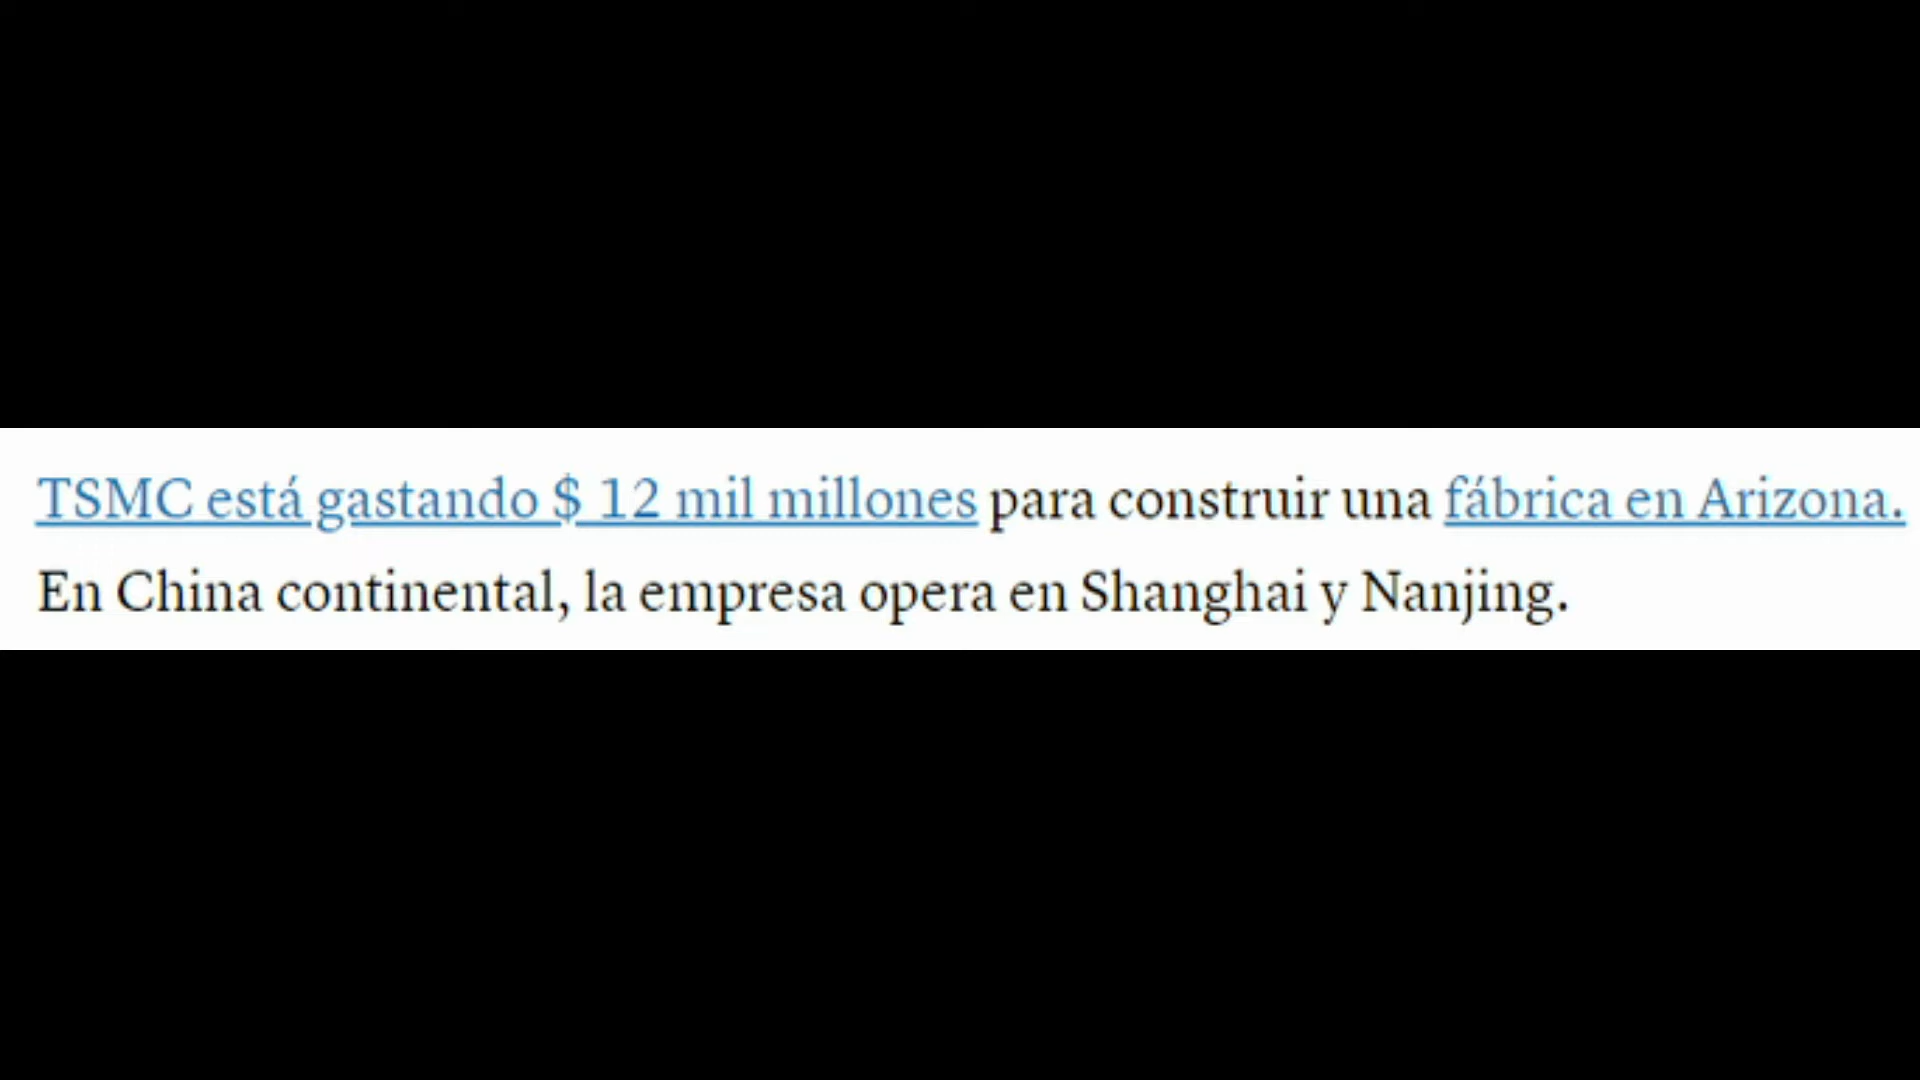 TSMC está gastando $ 12 mil millones para construir una fábrica en Arizona.
En China continental, la empresa opera en Shanghai y Nanjing.